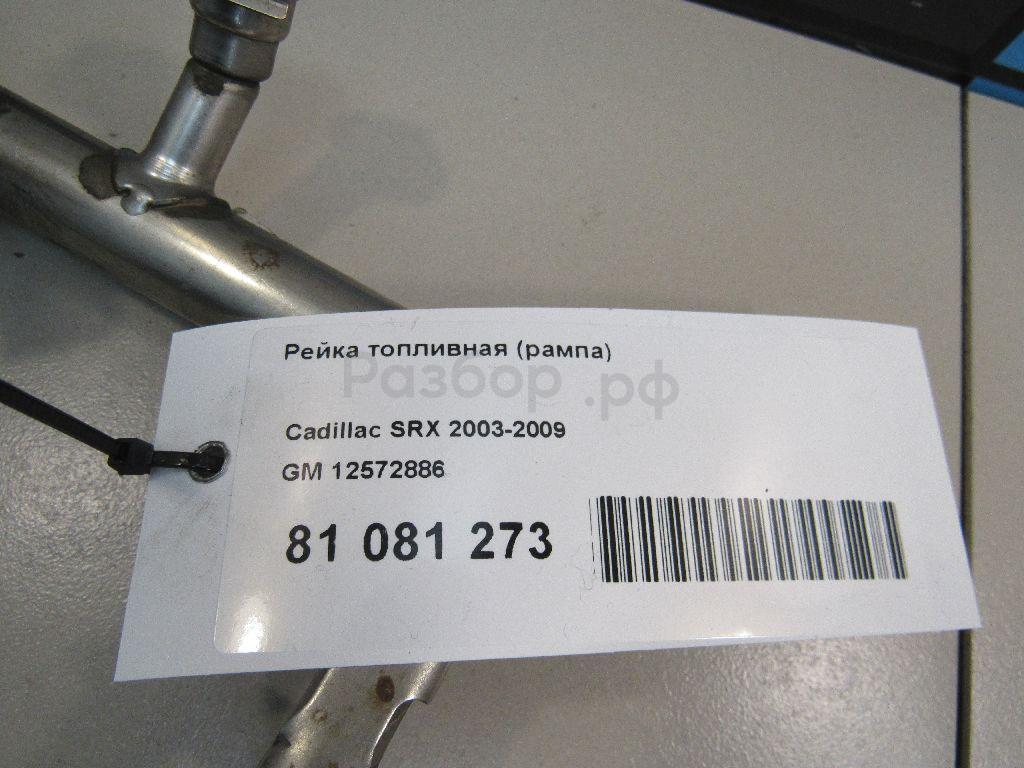 Рейка топливная (рампа)
Разбор.рф
Cadillac SRX 2003-2009
GM 12572886
81 081 273